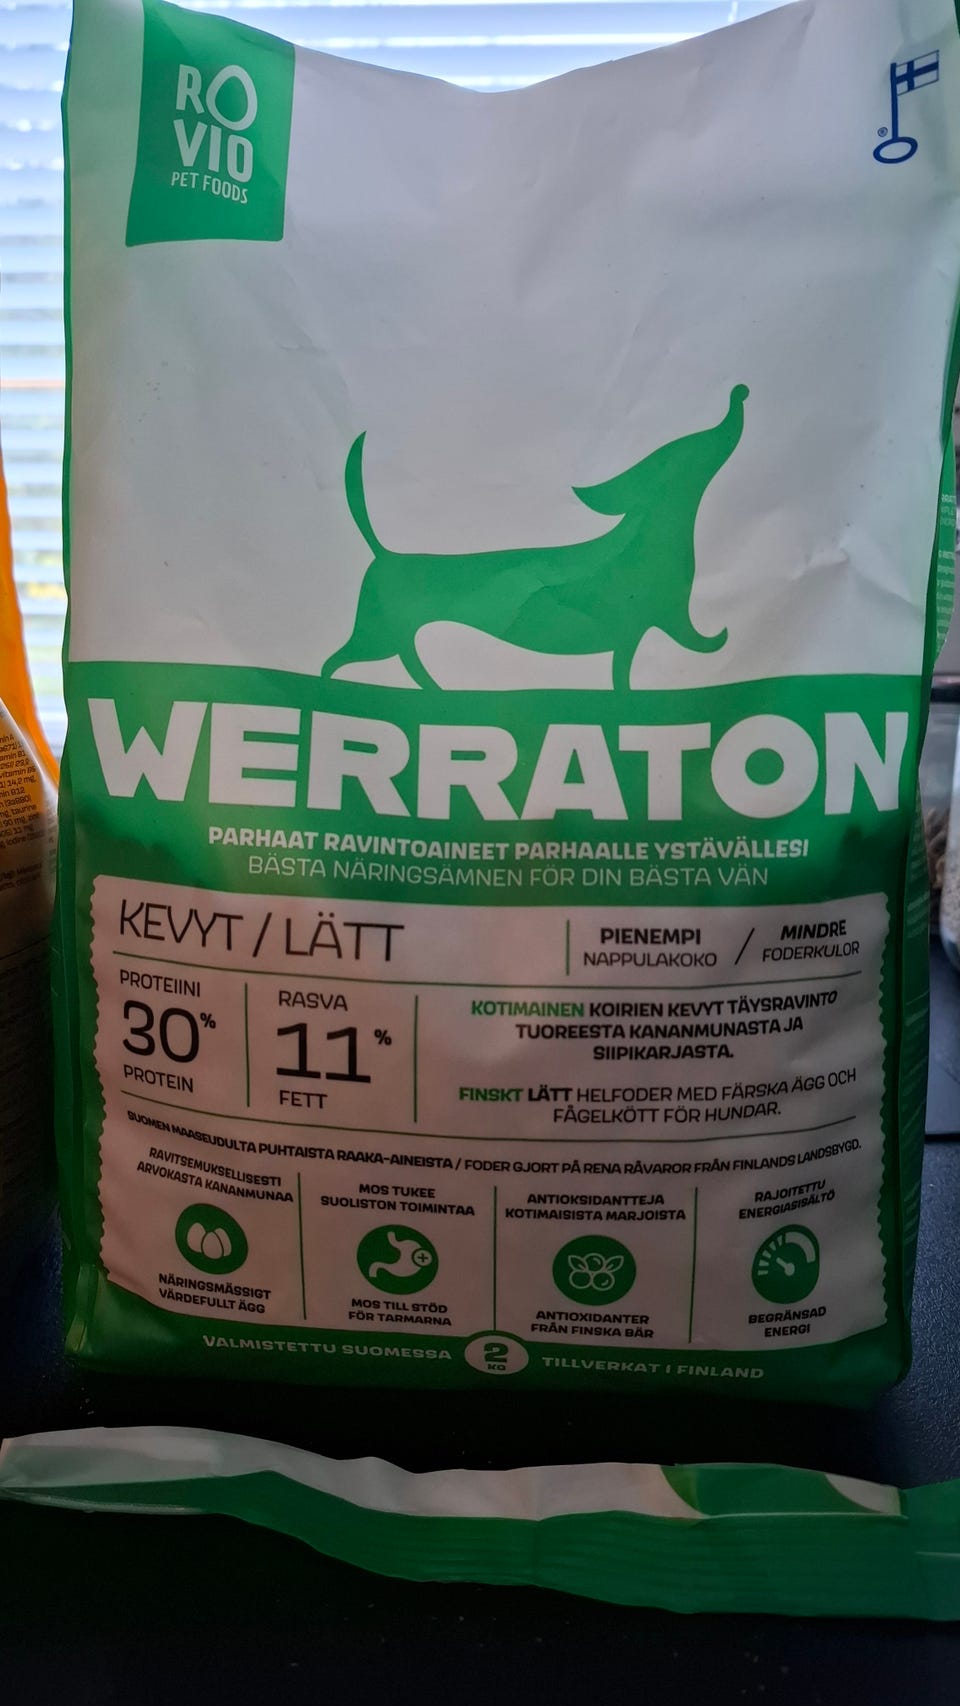 ROVIO
PET FOODS
®
WERRATON
PARHAAT RAVINTOAINEET PARHAALLE YSTÄVÄLLESI
BÄSTA NÄRINGSÄMNEN FÖR DIN BÄSTA VÄN
KEVYT / LÄTT
PIENEMPI
NAPPULAKOKO
/
MINDRE
FODERKULOR
PROTEIINI
30%
PROTEIN
RASVA
11%
FETT
KOTIMAINEN KOIRIEN KEVYT TÄYSRAVINTO
TUOREESTA KANANMUNASTA JA
SIIPIKARJASTA.
FINSKT LÄTT HELFODER MED FÄRSKA ÄGG OCH
FÅGELKÖTT FÖR HUNDAR.
SUOMEN MAASEUDULTA PUHTAISTA RAAKA-AINEISTA / FODER GJORT PÅ RENA RÅVAROR FRÅN FINLANDS LANDSBYGD.
RAVITSEMUKSELLISESTI
ARVOKASTA KANANMUNAA
NÄRINGSMÄSSIGT
VÄRDEFULLT ÄGG
MOS TUKEE
SUOLISTON TOIMINTAA
MOS TILL STÖD
FÖR TARMARNA
ANTIOKSIDANTTEJA
KOTIMAISISTA MARJOISTA
ANTIOXIDANTER
FRÅN FINSKA BÄR
RAJOITETTU
ENERGIASISÄLTÖ
BEGRÄNSAD
ENERGI
VALMISTETTU SUOMESSA
2
KG
TILLVERKAT I FINLAND